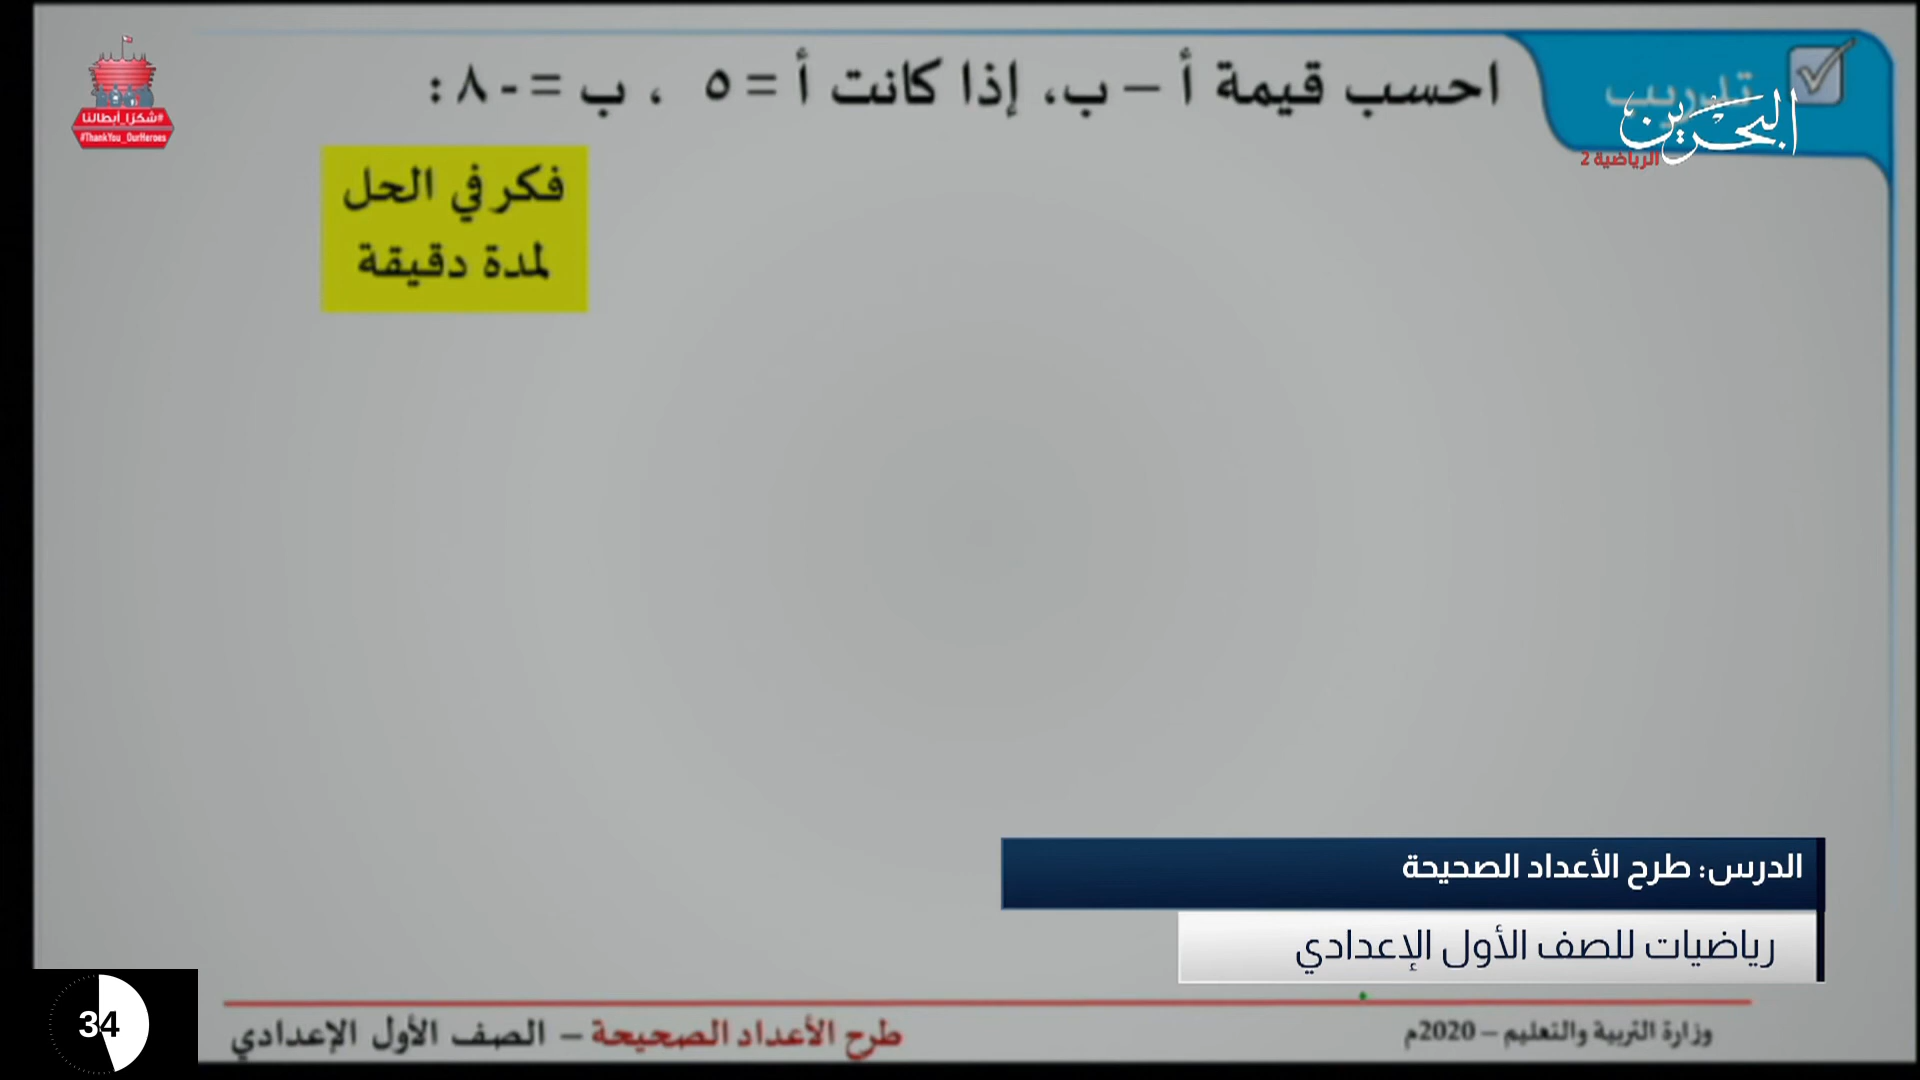 تدريب
احسب قيمة أ – ب، إذا كانت أ = ٥ ، ب = -٨ :
#شكرا_أبطالنا
#ThankYou_OurHeroes
البحرين
الرياضية 2
فكر في الحل
لمدة دقيقة
الدرس: طرح الأعداد الصحيحة
رياضيات للصف الأول الإعدادي
34
وزارة التربية والتعليم – 2020م
طرح الأعداد الصحيحة – الصف الأول الإعدادي